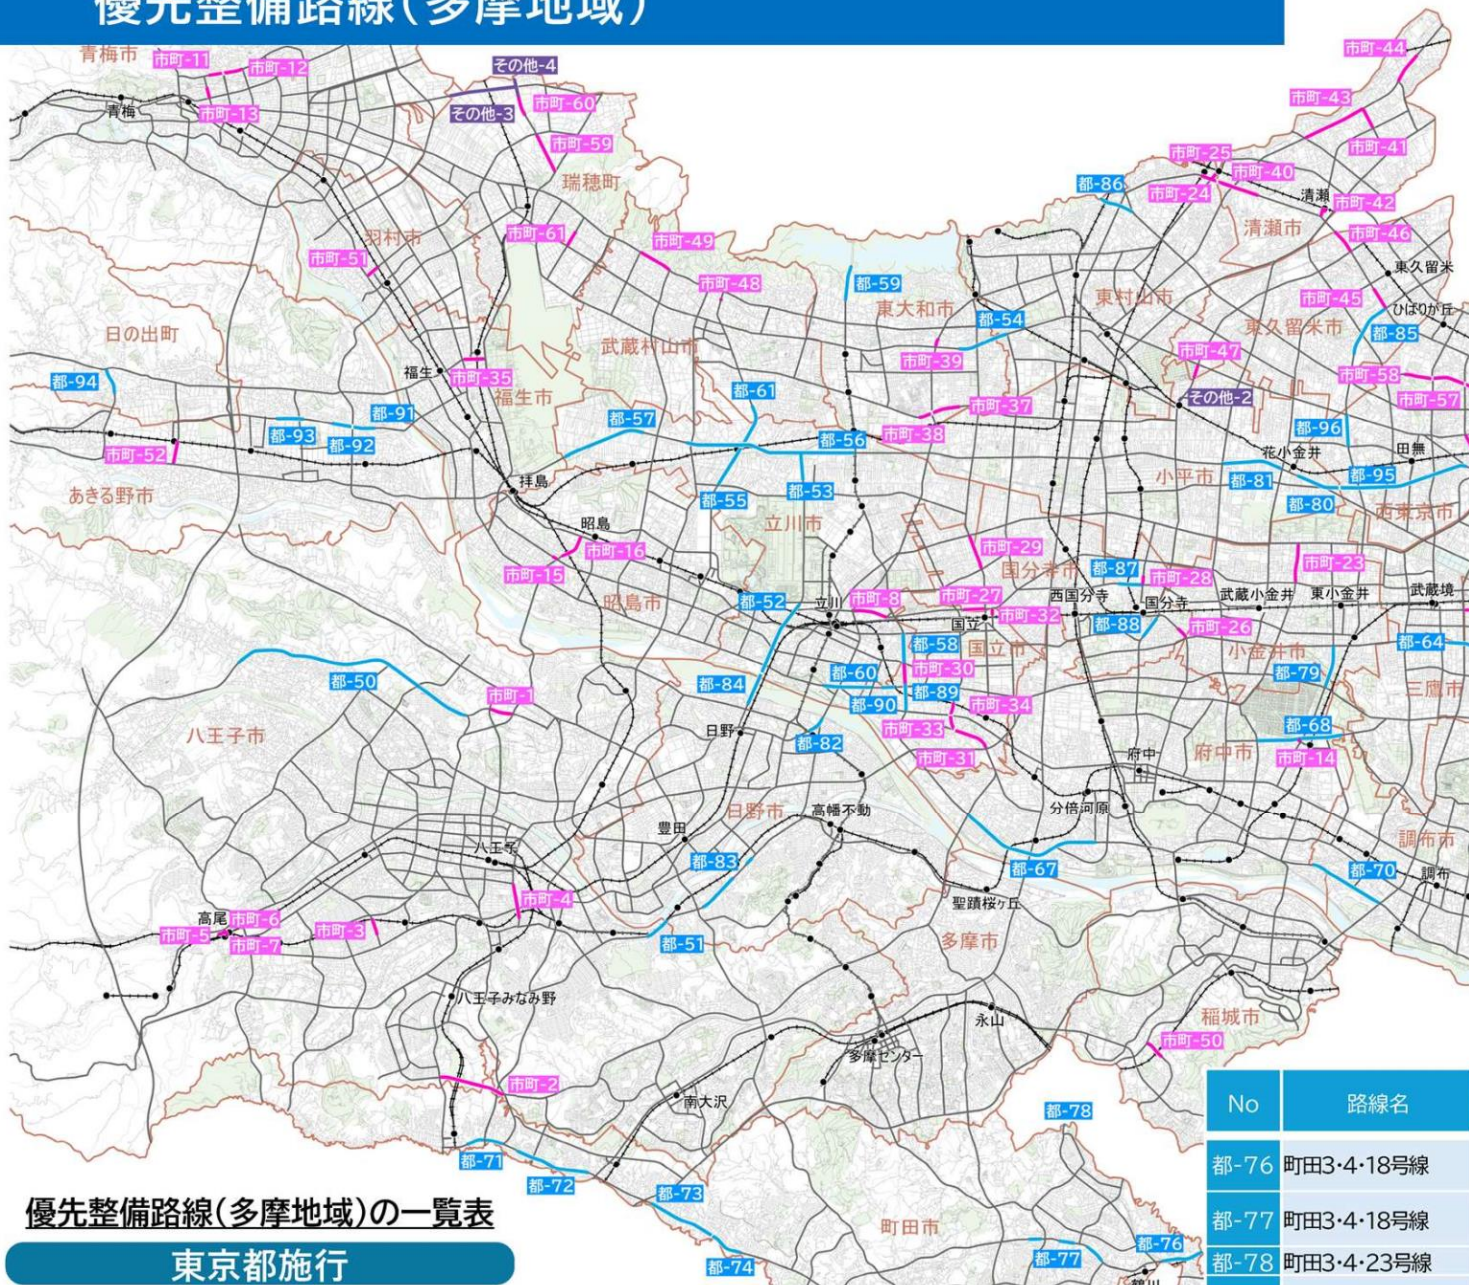 優先整備路線(多摩地域)
青梅市
市町-11
市町-12
青梅
市町-13
その他-4
その他-3
市町-60
市町-59
瑞穂町
市町-44
市町-43
市町-41
市町-25
市町-40
市町-24
都-86
清瀬
市町-42
清瀬市
市町-46
東久留米
羽村市
市町-51
市町-61
市町-49
市町-48
都-59
東大和市
東村山市
都-54
市町-45
ひばりが丘
東久留米市
都-85
日の出町
武蔵村山市
市町-39
市町-47
市町-58
市町-57
都-94
福生
市町-35
福生市
都-61
その他-2
都-91
都-93
都-92
都-57
市町-37
市町-38
都-56
都-96
花小金井
田無
市町-52
あきる野市
拝島
都-55
都-53
小平市
都-81
都-95
都-80
西東京市
昭島
立川市
市町-16
市町-15
市町-29
国分寺市
都-87
市町-28
市町-23
昭島市
都-52
立川
市町-8
市町-27
国立
市町-32
西国分寺
国分寺
武蔵小金井
東小金井
武蔵境
都-88
市町-26
都-58
国立市
小金井市
都-64
都-50
市町-1
都-84
都-60
市町-30
都-89
都-90
市町-34
都-79
三鷹市
八王子市
日野
都-82
市町-33
市町-31
都-68
府中市
市町-14
府中
日野市
高幡不動
分倍河原
豊田
調布市
八王子
都-83
都-67
都-70
調布
市町-4
聖蹟桜ヶ丘
高尾
市町-6
市町-5
市町-7
市町-3
都-51
多摩市
八王子みなみ野
永山
稲城市
多摩センター
市町-50
市町-2
南大沢
都-78
都-71
都-72
都-73
町田市
都-74
都-77
都-76
鶴川
No 路線名
都-76 町田3・4・18号線
都-77 町田3・4・18号線
都-78 町田3・4・23号線
優先整備路線(多摩地域)の一覧表
東京都施行